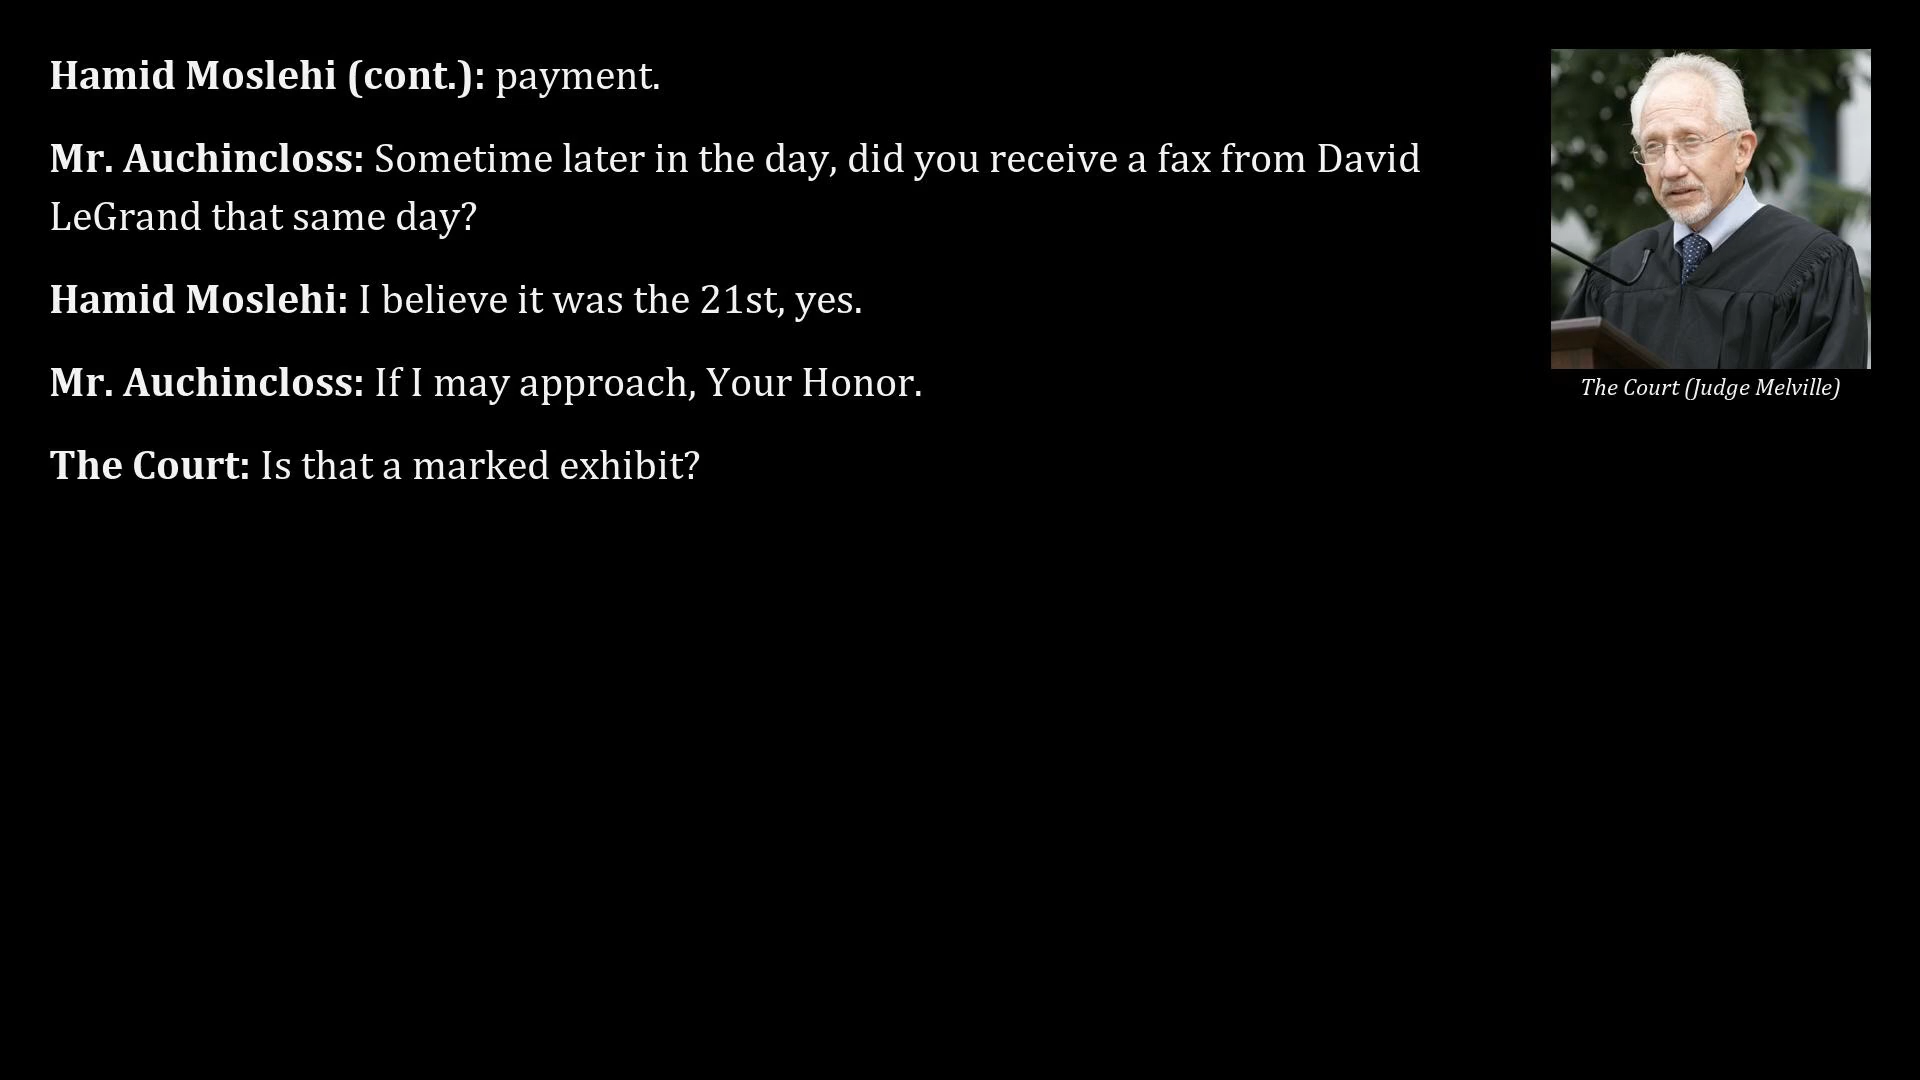 Hamid Moslehi (cont.): payment.
Mr. Auchincloss: Sometime later in the day, did you receive a fax from David
LeGrand that same day?
Hamid Moslehi: I believe it was the 21st, yes.
Mr. Auchincloss: If I may approach, Your Honor.
The Court: Is that a marked exhibit?
The Court (Judge Melville)